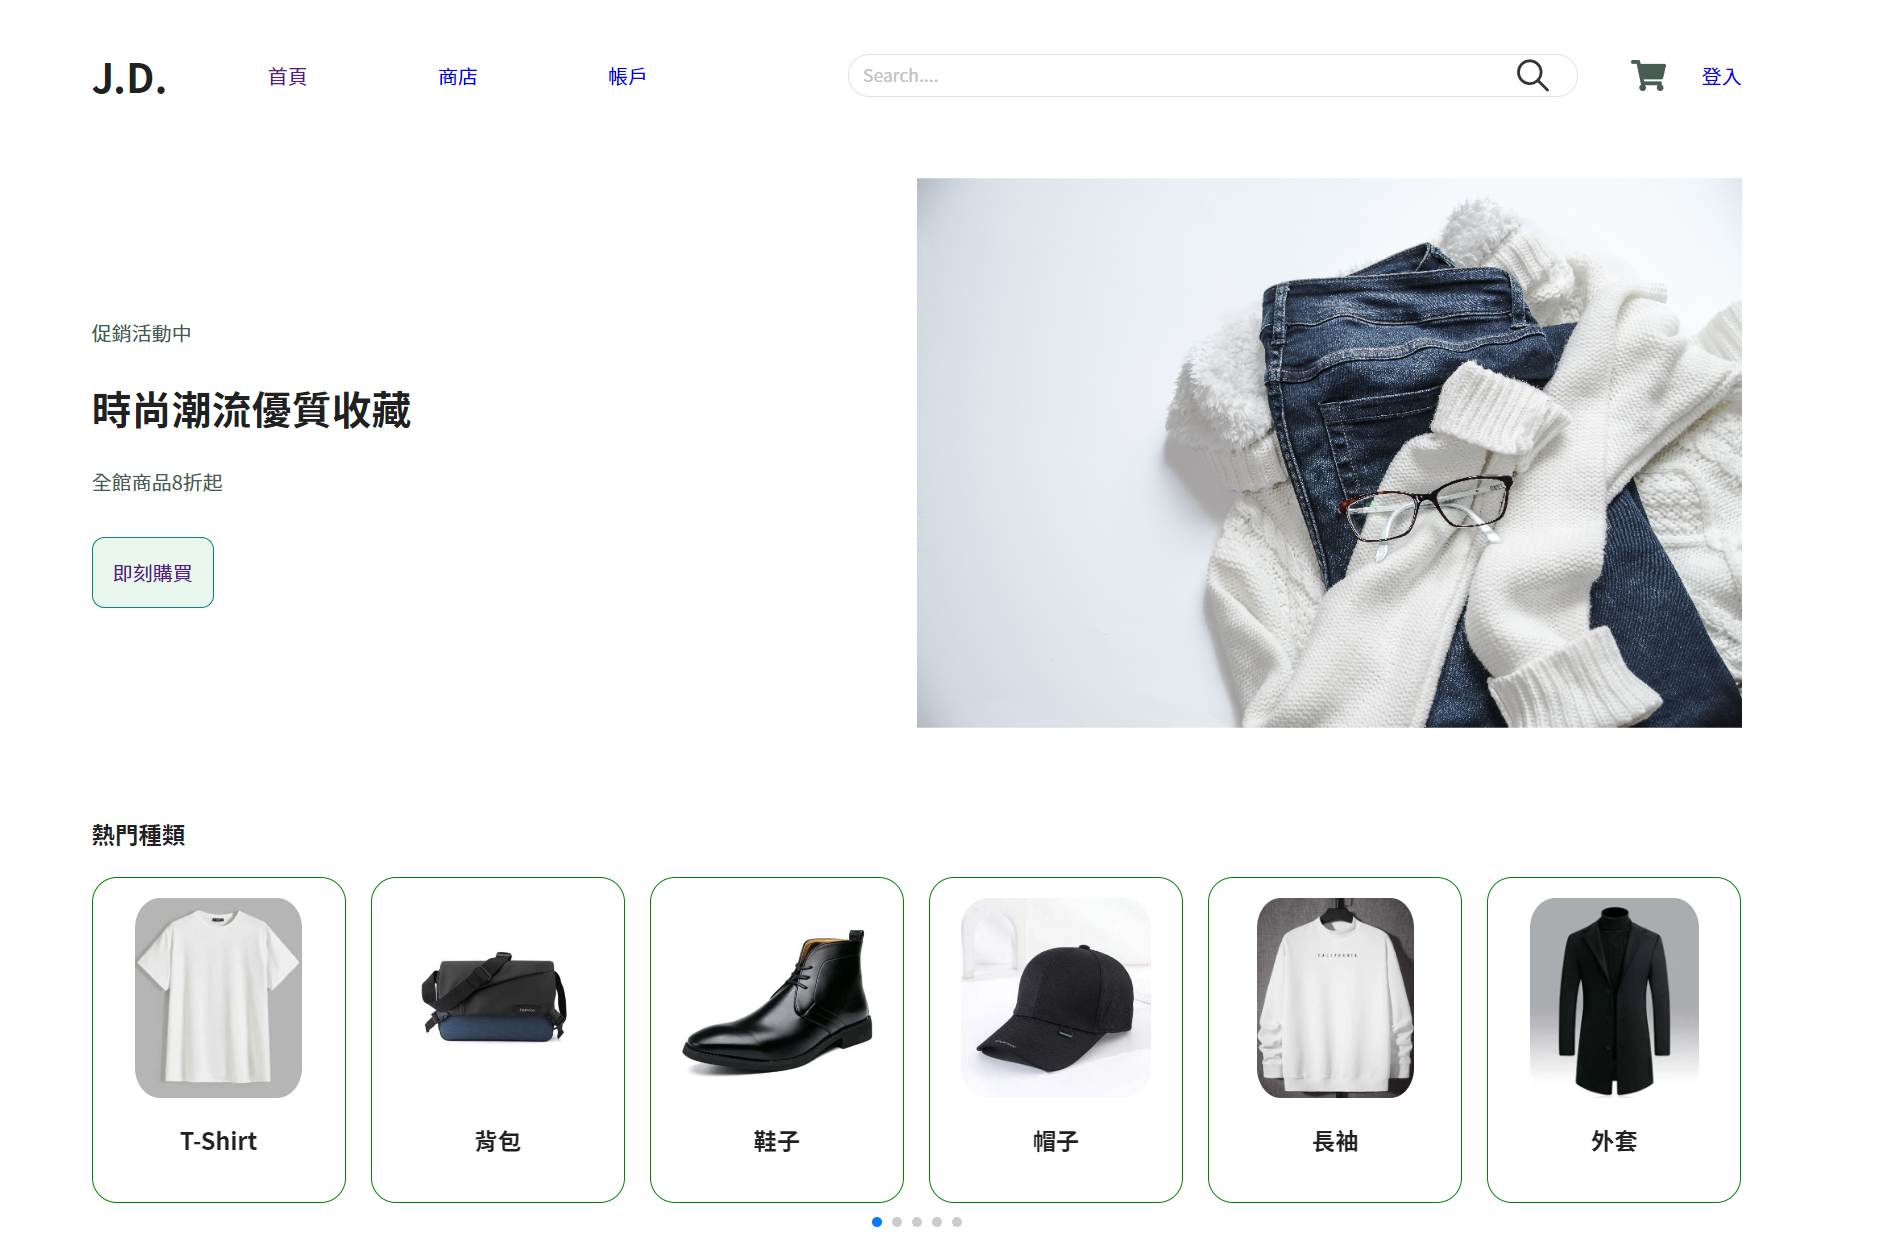 J.D.
首頁
商店
帳戶
Search....
登入
促銷活動中
時尚潮流優質收藏
全館商品8折起
即刻購買
熱門種類
CALIFORNIA
T-Shirt
背包
鞋子
帽子
長袖
外套